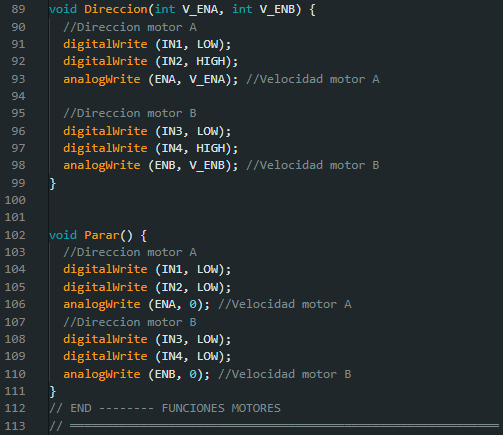 89 void Direccion(int V_ENA, int V_ENB) {
90 //Direccion motor A
91 digitalWrite (IN1, LOW);
92 digitalWrite (IN2, HIGH);
93 analogWrite (ENA, V_ENA); //Velocidad motor A
94
95 //Direccion motor B
96 digitalWrite (IN3, LOW);
97 digitalWrite (IN4, HIGH);
98 analogWrite (ENB, V_ENB); //Velocidad motor B
99 }
100
101
102 void Parar() {
103 //Direccion motor A
104 digitalWrite (IN1, LOW);
105 digitalWrite (IN2, LOW);
106 analogWrite (ENA, 0); //Velocidad motor A
107 //Direccion motor B
108 digitalWrite (IN3, LOW);
109 digitalWrite (IN4, LOW);
110 analogWrite (ENB, 0); //Velocidad motor B
111 }
112 // END -------- FUNCIONES MOTORES
113 // ═══════════════════════════════════════════════════════════